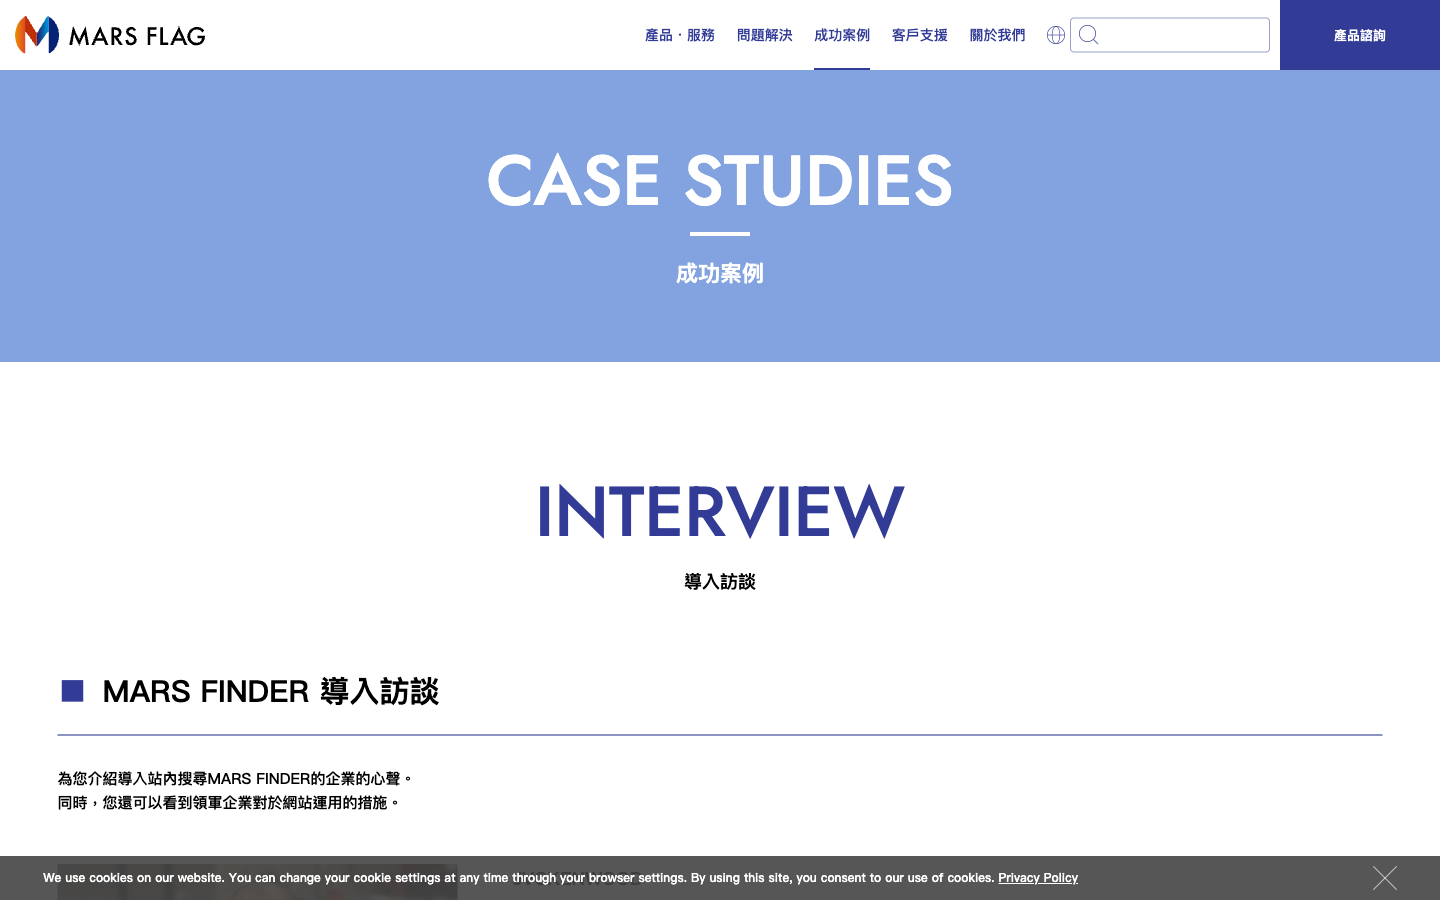 MARS FLAG
產品・服務
問題解決
成功案例
客戶支援
關於我們
產品諮詢
CASE STUDIES
成功案例
INTERVIEW
導入訪談
MARS FINDER 導入訪談
為您介紹導入站內搜尋MARS FINDER的企業的心聲。
同時，您還可以看到領軍企業對於網站運用的措施。
We use cookies on our website. You can change your cookie settings at any time through your browser settings. By using this site, you consent to our use of cookies. Privacy Policy